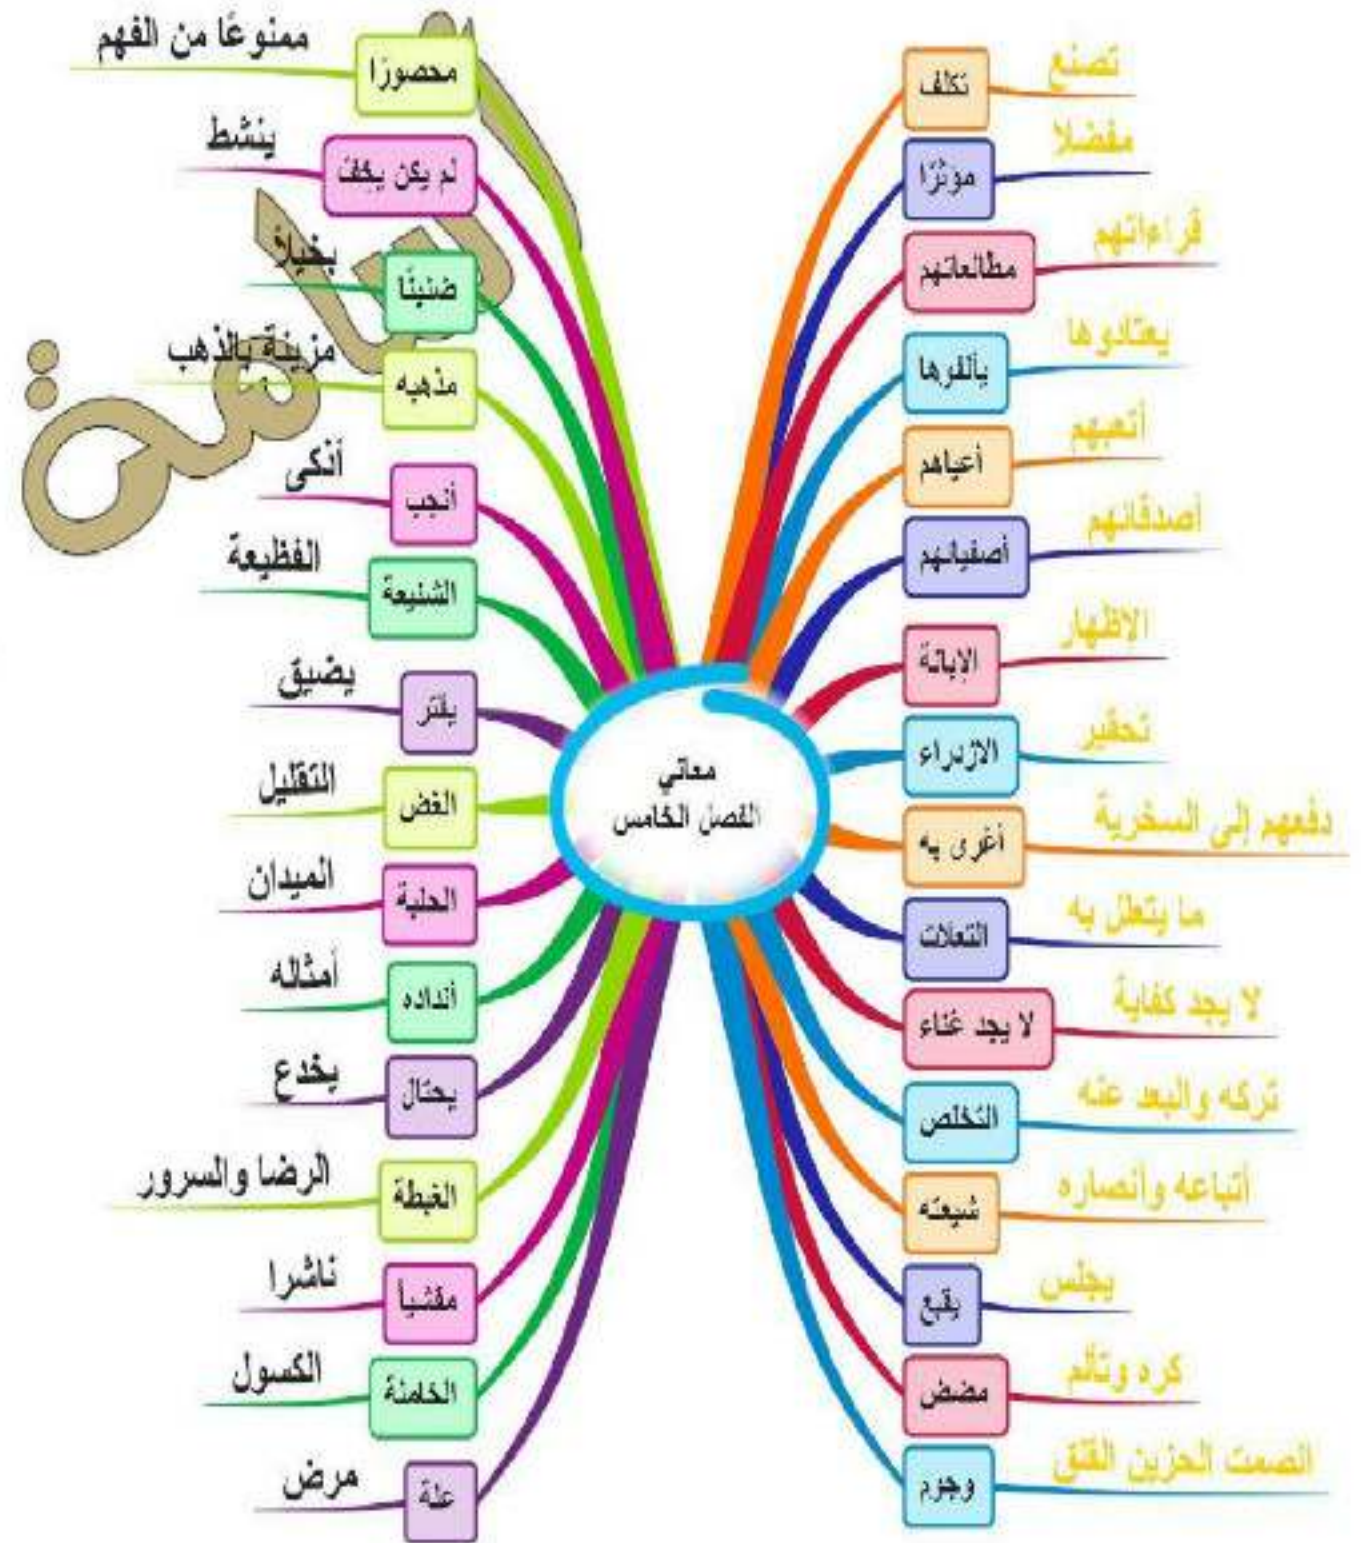 معاني
الفصل الخامس
تكلف
تصنع
مؤثرًا
مفضلا
مطالعاتهم
قراءاتهم
يألفوها
يعتادوها
أعياهم
أتعبهم
أصفيائهم
أصدقائهم
الإبانة
الإظهار
الازدراء
تحقير
أغرى به
دفعهم إلى السخرية
التعلات
ما يتعلل به
لا يجد غناء
لا يجد كفاية
التخلص
تركه والبعد عنه
شيعته
أتباعه وأنصاره
يقبع
يجلس
مضض
كره وتألم
وجوم
الصمت الحزين القلق
محصورًا
ممنوعًا من الفهم
لم يكن يخف
ينشط
ضنينًا
بخيلاً
مذهبه
مزينة بالذهب
أنجب
أذكى
الشنيعة
الفظيعة
يقتر
يضيق
الغض
التقليل
الحلبة
الميدان
أنداده
أمثاله
يحتال
يخدع
الغبطة
الرضا والسرور
مفشيأ
ناشرا
الخامنة
الكسول
علة
مرض